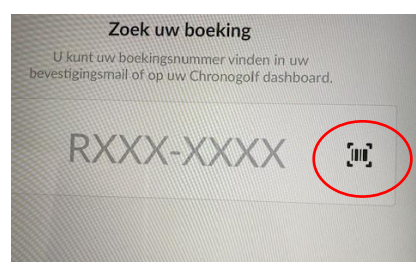 Zoek uw boeking
U kunt uw boekingsnummer vinden in uw
bevestigingsmail of op uw Chronogolf dashboard.
RXXX-XXXX